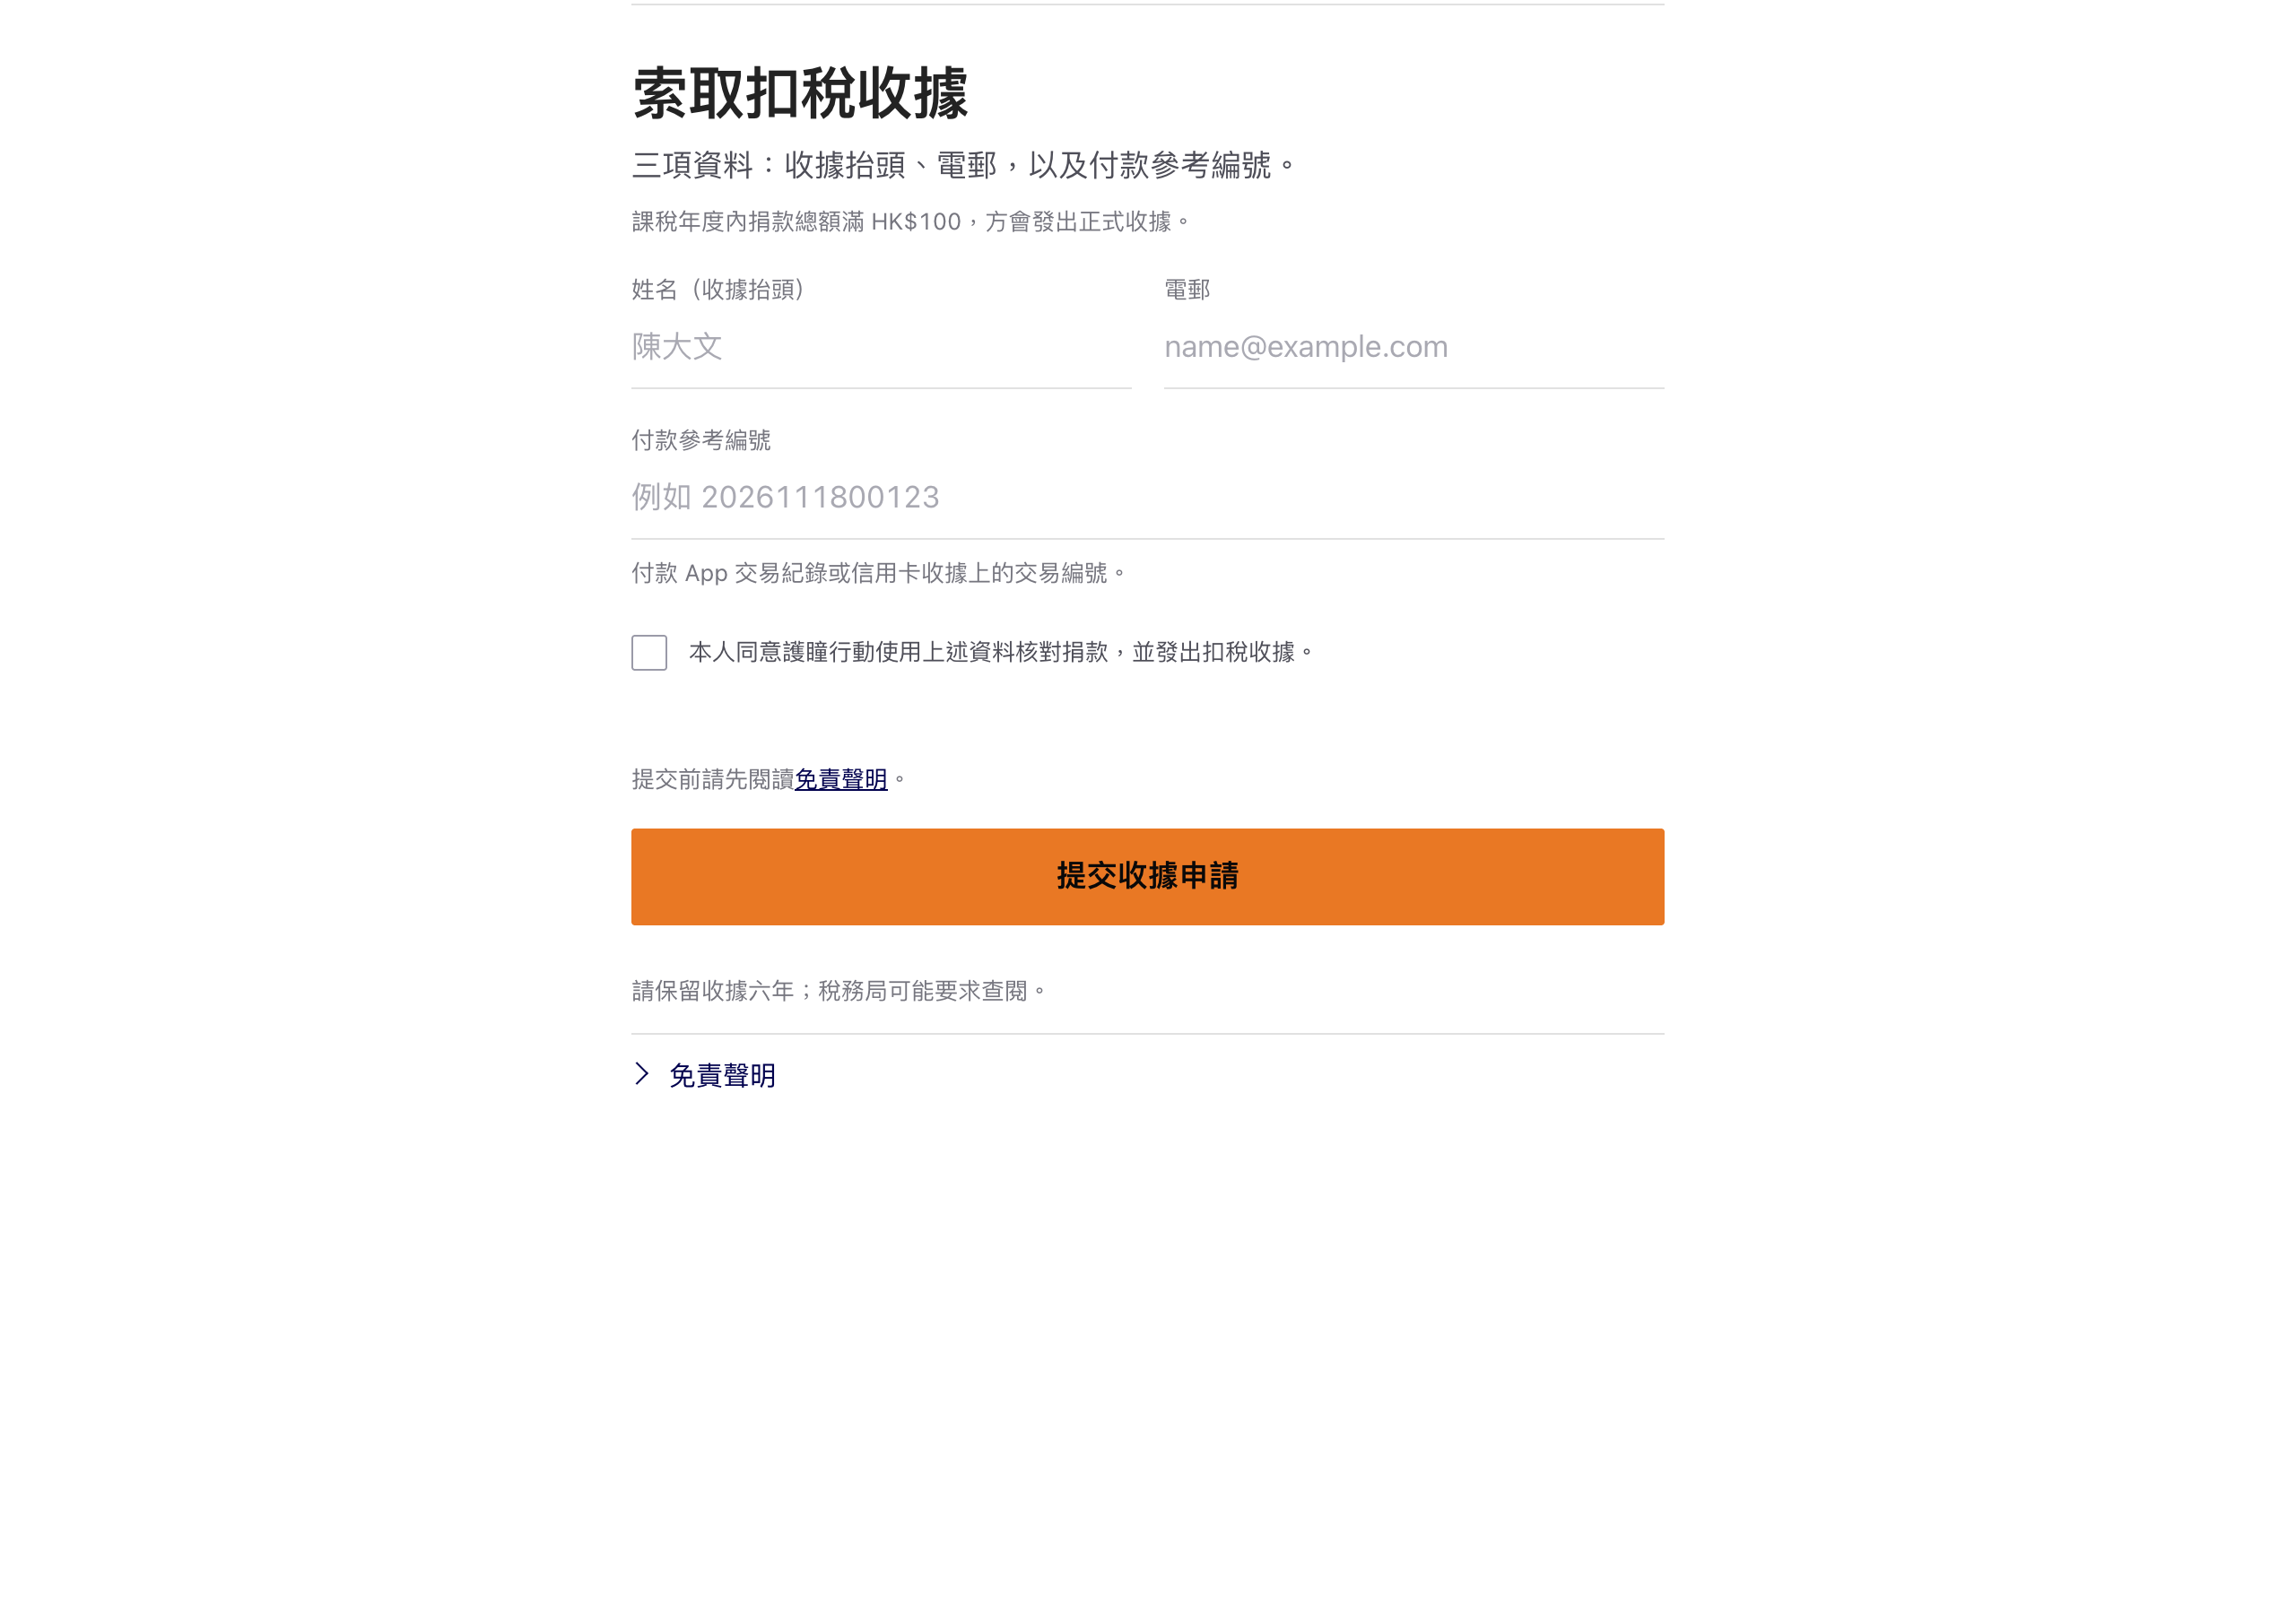 索取扣稅收據
三項資料：收據抬頭、電郵，以及付款參考編號。
課稅年度內捐款總額滿 HK$100，方會發出正式收據。
姓名（收據抬頭）
電郵
陳大文
name@example.com
付款參考編號
例如 2026111800123
付款 App 交易紀錄或信用卡收據上的交易編號。
本人同意護瞳行動使用上述資料核對捐款，並發出扣稅收據。
提交前請先閱讀免責聲明。
提交收據申請
請保留收據六年；稅務局可能要求查閱。
免責聲明